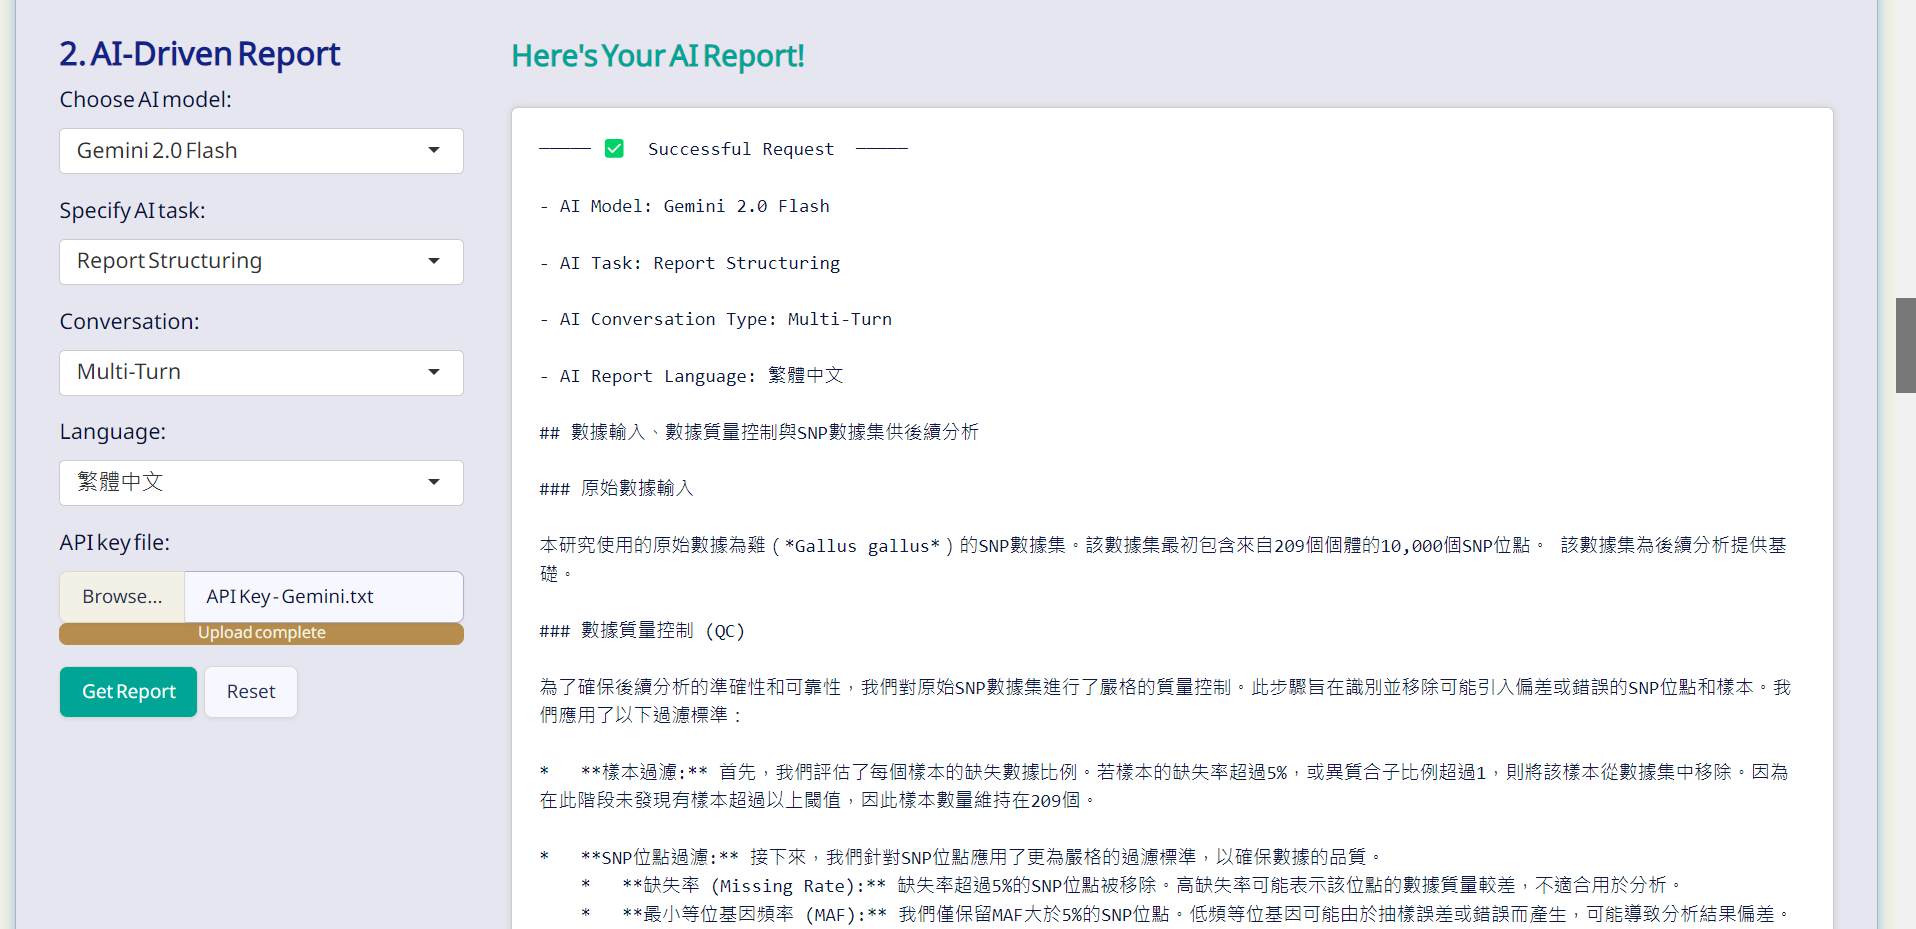 2. AI-Driven Report
Choose AI model:
Gemini 2.0 Flash
Specify AI task:
Report Structuring
Conversation:
Multi-Turn
Language:
繁體中文
API key file:
Browse...
API Key - Gemini.txt
Upload complete
Get Report
Reset
Here's Your AI Report!
───── ✅ Successful Request ─────
- AI Model: Gemini 2.0 Flash
- AI Task: Report Structuring
- AI Conversation Type: Multi-Turn
- AI Report Language: 繁體中文
## 數據輸入、數據質量控制與SNP數據集供後續分析
### 原始數據輸入
本研究使用的原始數據為雞 (*Gallus gallus*) 的SNP數據集。該數據集最初包含來自209個個體的10,000個SNP位點。 該數據集為後續分析提供基
礎。
### 數據質量控制 (QC)
為了確保後續分析的準確性和可靠性，我們對原始SNP數據集進行了嚴格的質量控制。此步驟旨在識別並移除可能引入偏差或錯誤的SNP位點和樣本。我
們應用了以下過濾標準：
*   **樣本過濾:** 首先，我們評估了每個樣本的缺失數據比例。若樣本的缺失率超過5%，或異質合子比例超過1，則將該樣本從數據集中移除。因為
在此階段未發現有樣本超過以上閾值，因此樣本數量維持在209個。
*   **SNP位點過濾:** 接下來，我們針對SNP位點應用了更為嚴格的過濾標準，以確保數據的品質。
*   **缺失率 (Missing Rate):** 缺失率超過5%的SNP位點被移除。高缺失率可能表示該位點的數據質量較差，不適合用於分析。
*   **最小等位基因頻率 (MAF):** 我們僅保留MAF大於5%的SNP位點。低頻等位基因可能由於抽樣誤差或錯誤而產生，可能導致分析結果偏差。